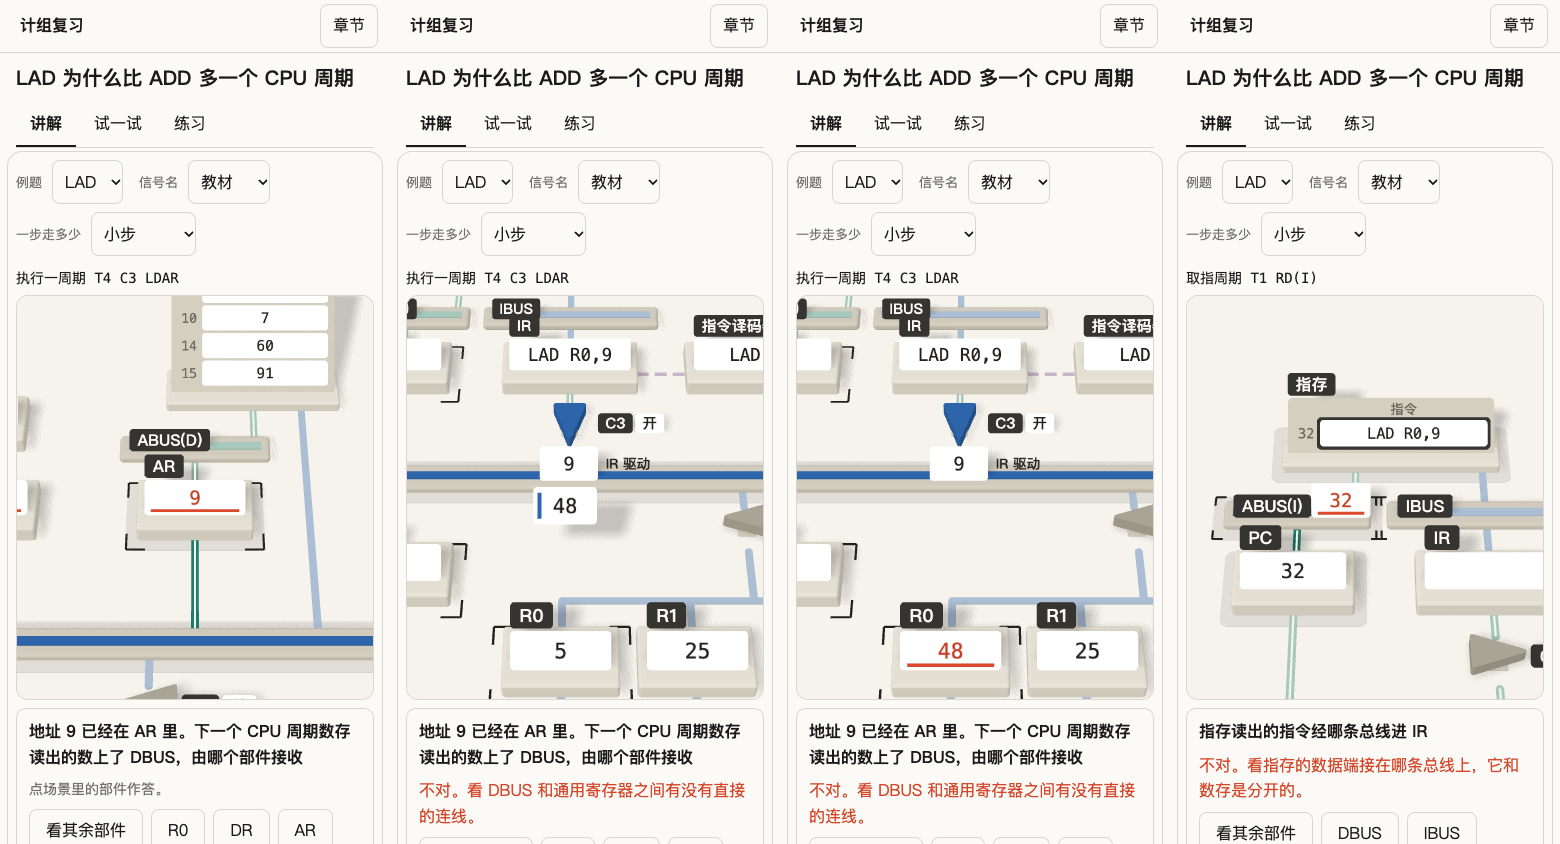 计组复习
章节
LAD 为什么比 ADD 多一个 CPU 周期
讲解 试一试 练习
例题 LAD 信号名 教材
一步走多少 小步
执行一周期 T4 C3 LDAR
10 7
14 60
15 91
ABUS(D)
AR
9
地址 9 已经在 AR 里。下一个 CPU 周期数存
读出的数上了 DBUS，由哪个部件接收
点场景里的部件作答。
看其余部件 R0 DR AR
计组复习
章节
LAD 为什么比 ADD 多一个 CPU 周期
讲解 试一试 练习
例题 LAD 信号名 教材
一步走多少 小步
执行一周期 T4 C3 LDAR
IBUS
IR
指令译码
LAD R0,9
LAD
C3 开
9 IR 驱动
48
R0 R1
5 25
地址 9 已经在 AR 里。下一个 CPU 周期数存
读出的数上了 DBUS，由哪个部件接收
不对。看 DBUS 和通用寄存器之间有没有直接
的连线。
计组复习
章节
LAD 为什么比 ADD 多一个 CPU 周期
讲解 试一试 练习
例题 LAD 信号名 教材
一步走多少 小步
执行一周期 T4 C3 LDAR
IBUS
IR
指令译码
LAD R0,9
LAD
C3 开
9 IR 驱动
R0 R1
48 25
地址 9 已经在 AR 里。下一个 CPU 周期数存
读出的数上了 DBUS，由哪个部件接收
不对。看 DBUS 和通用寄存器之间有没有直接
的连线。
计组复习
章节
LAD 为什么比 ADD 多一个 CPU 周期
讲解 试一试 练习
例题 LAD 信号名 教材
一步走多少 小步
取指周期 T1 RD(I)
指存
指令
32 LAD R0,9
ABUS(I) 32 IBUS
PC IR
32
指存读出的指令经哪条总线进 IR
不对。看指存的数据端接在哪条总线上，它和
数存是分开的。
看其余部件 DBUS IBUS